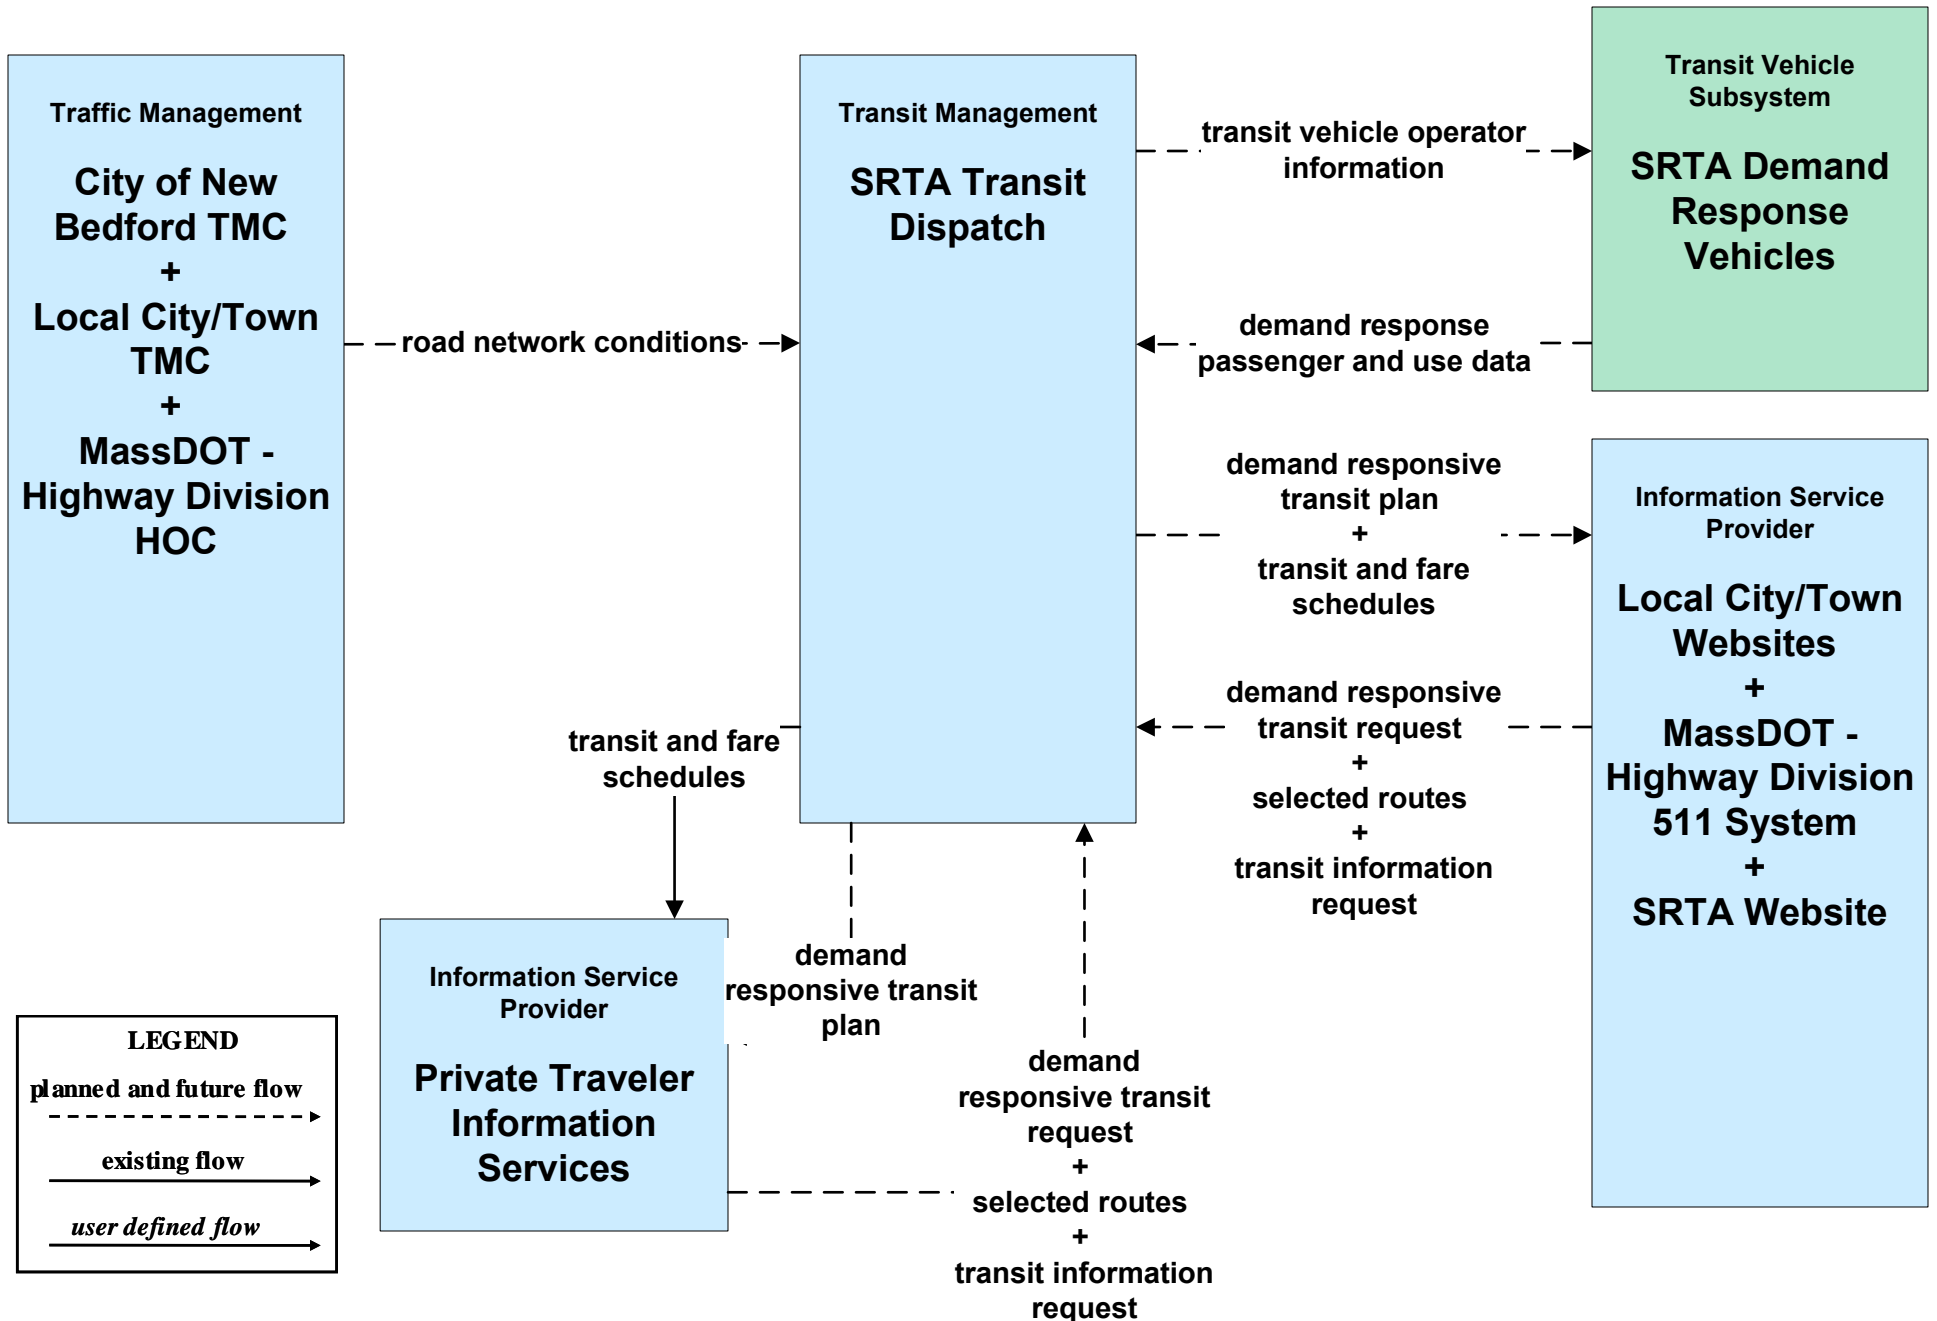 Traffic Management
City of New
Bedford TMC
+
Local City/Town
TMC
+
MassDOT -
Highway Division
HOC
road network conditions
Transit Management
SRTA Transit
Dispatch
transit vehicle operator
information
Transit Vehicle
Subsystem
SRTA Demand
Response
Vehicles
demand response
passenger and use data
demand responsive
transit plan
+
transit and fare
schedules
demand responsive
transit request
+
selected routes
+
transit information
request
Information Service
Provider
Local City/Town
Websites
+
MassDOT -
Highway Division
511 System
+
SRTA Website
transit and fare
schedules
demand
responsive transit
plan
Information Service
Provider
Private Traveler
Information
Services
demand
responsive transit
request
+
selected routes
+
transit information
request
LEGEND
planned and future flow
existing flow
user defined flow